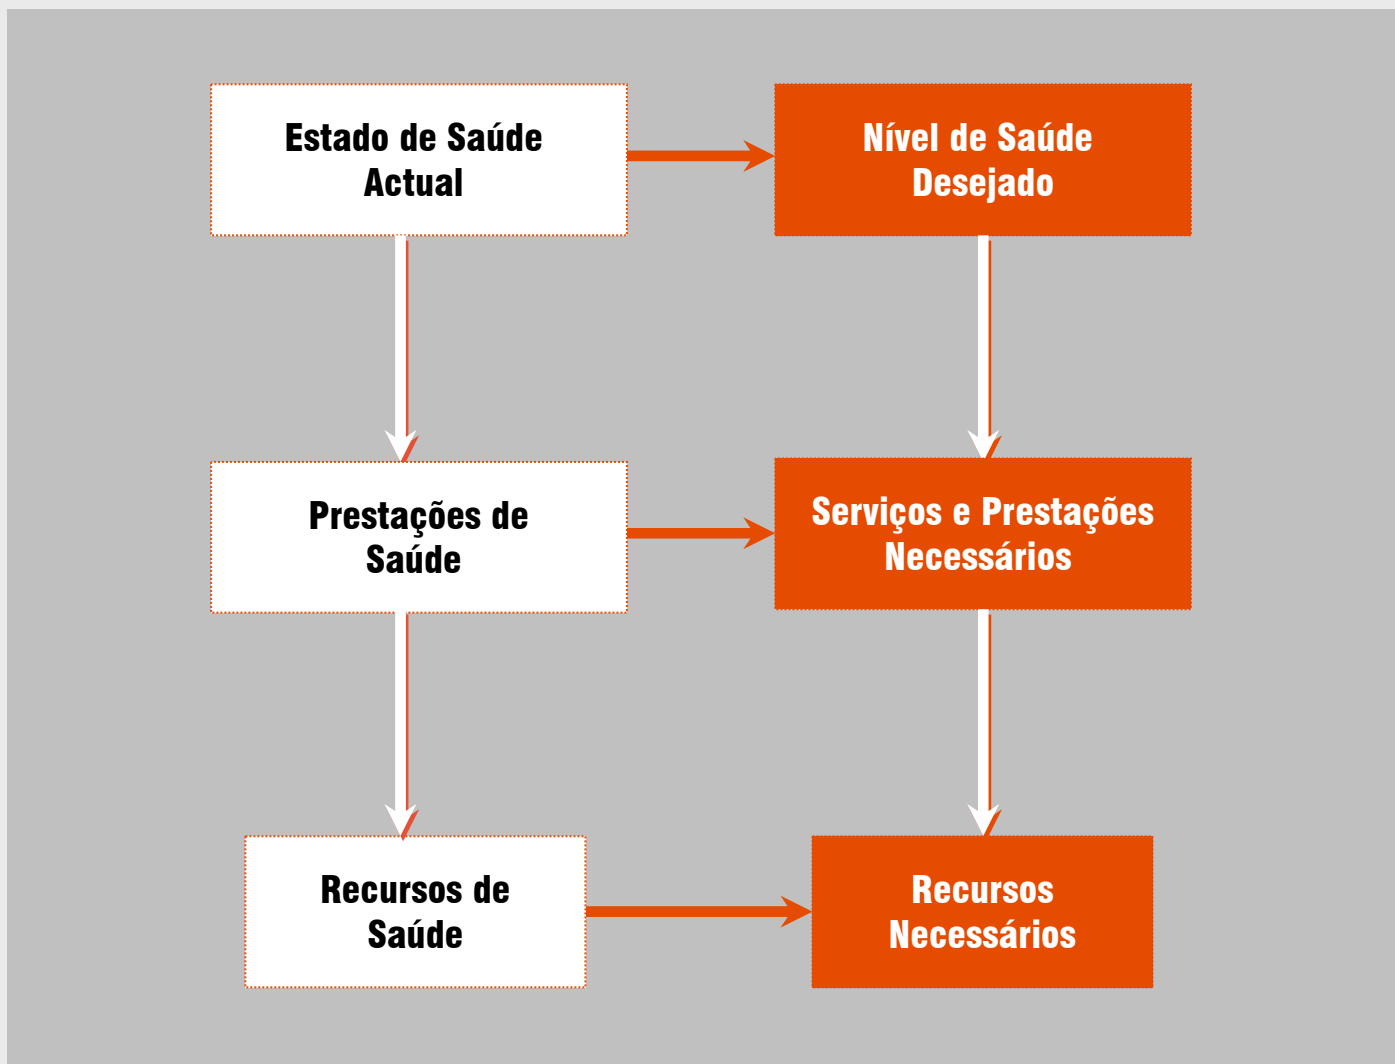 Estado de Saúde
Actual
Nível de Saúde
Desejado
Prestações de
Saúde
Serviços e Prestações
Necessários
Recursos de
Saúde
Recursos
Necessários